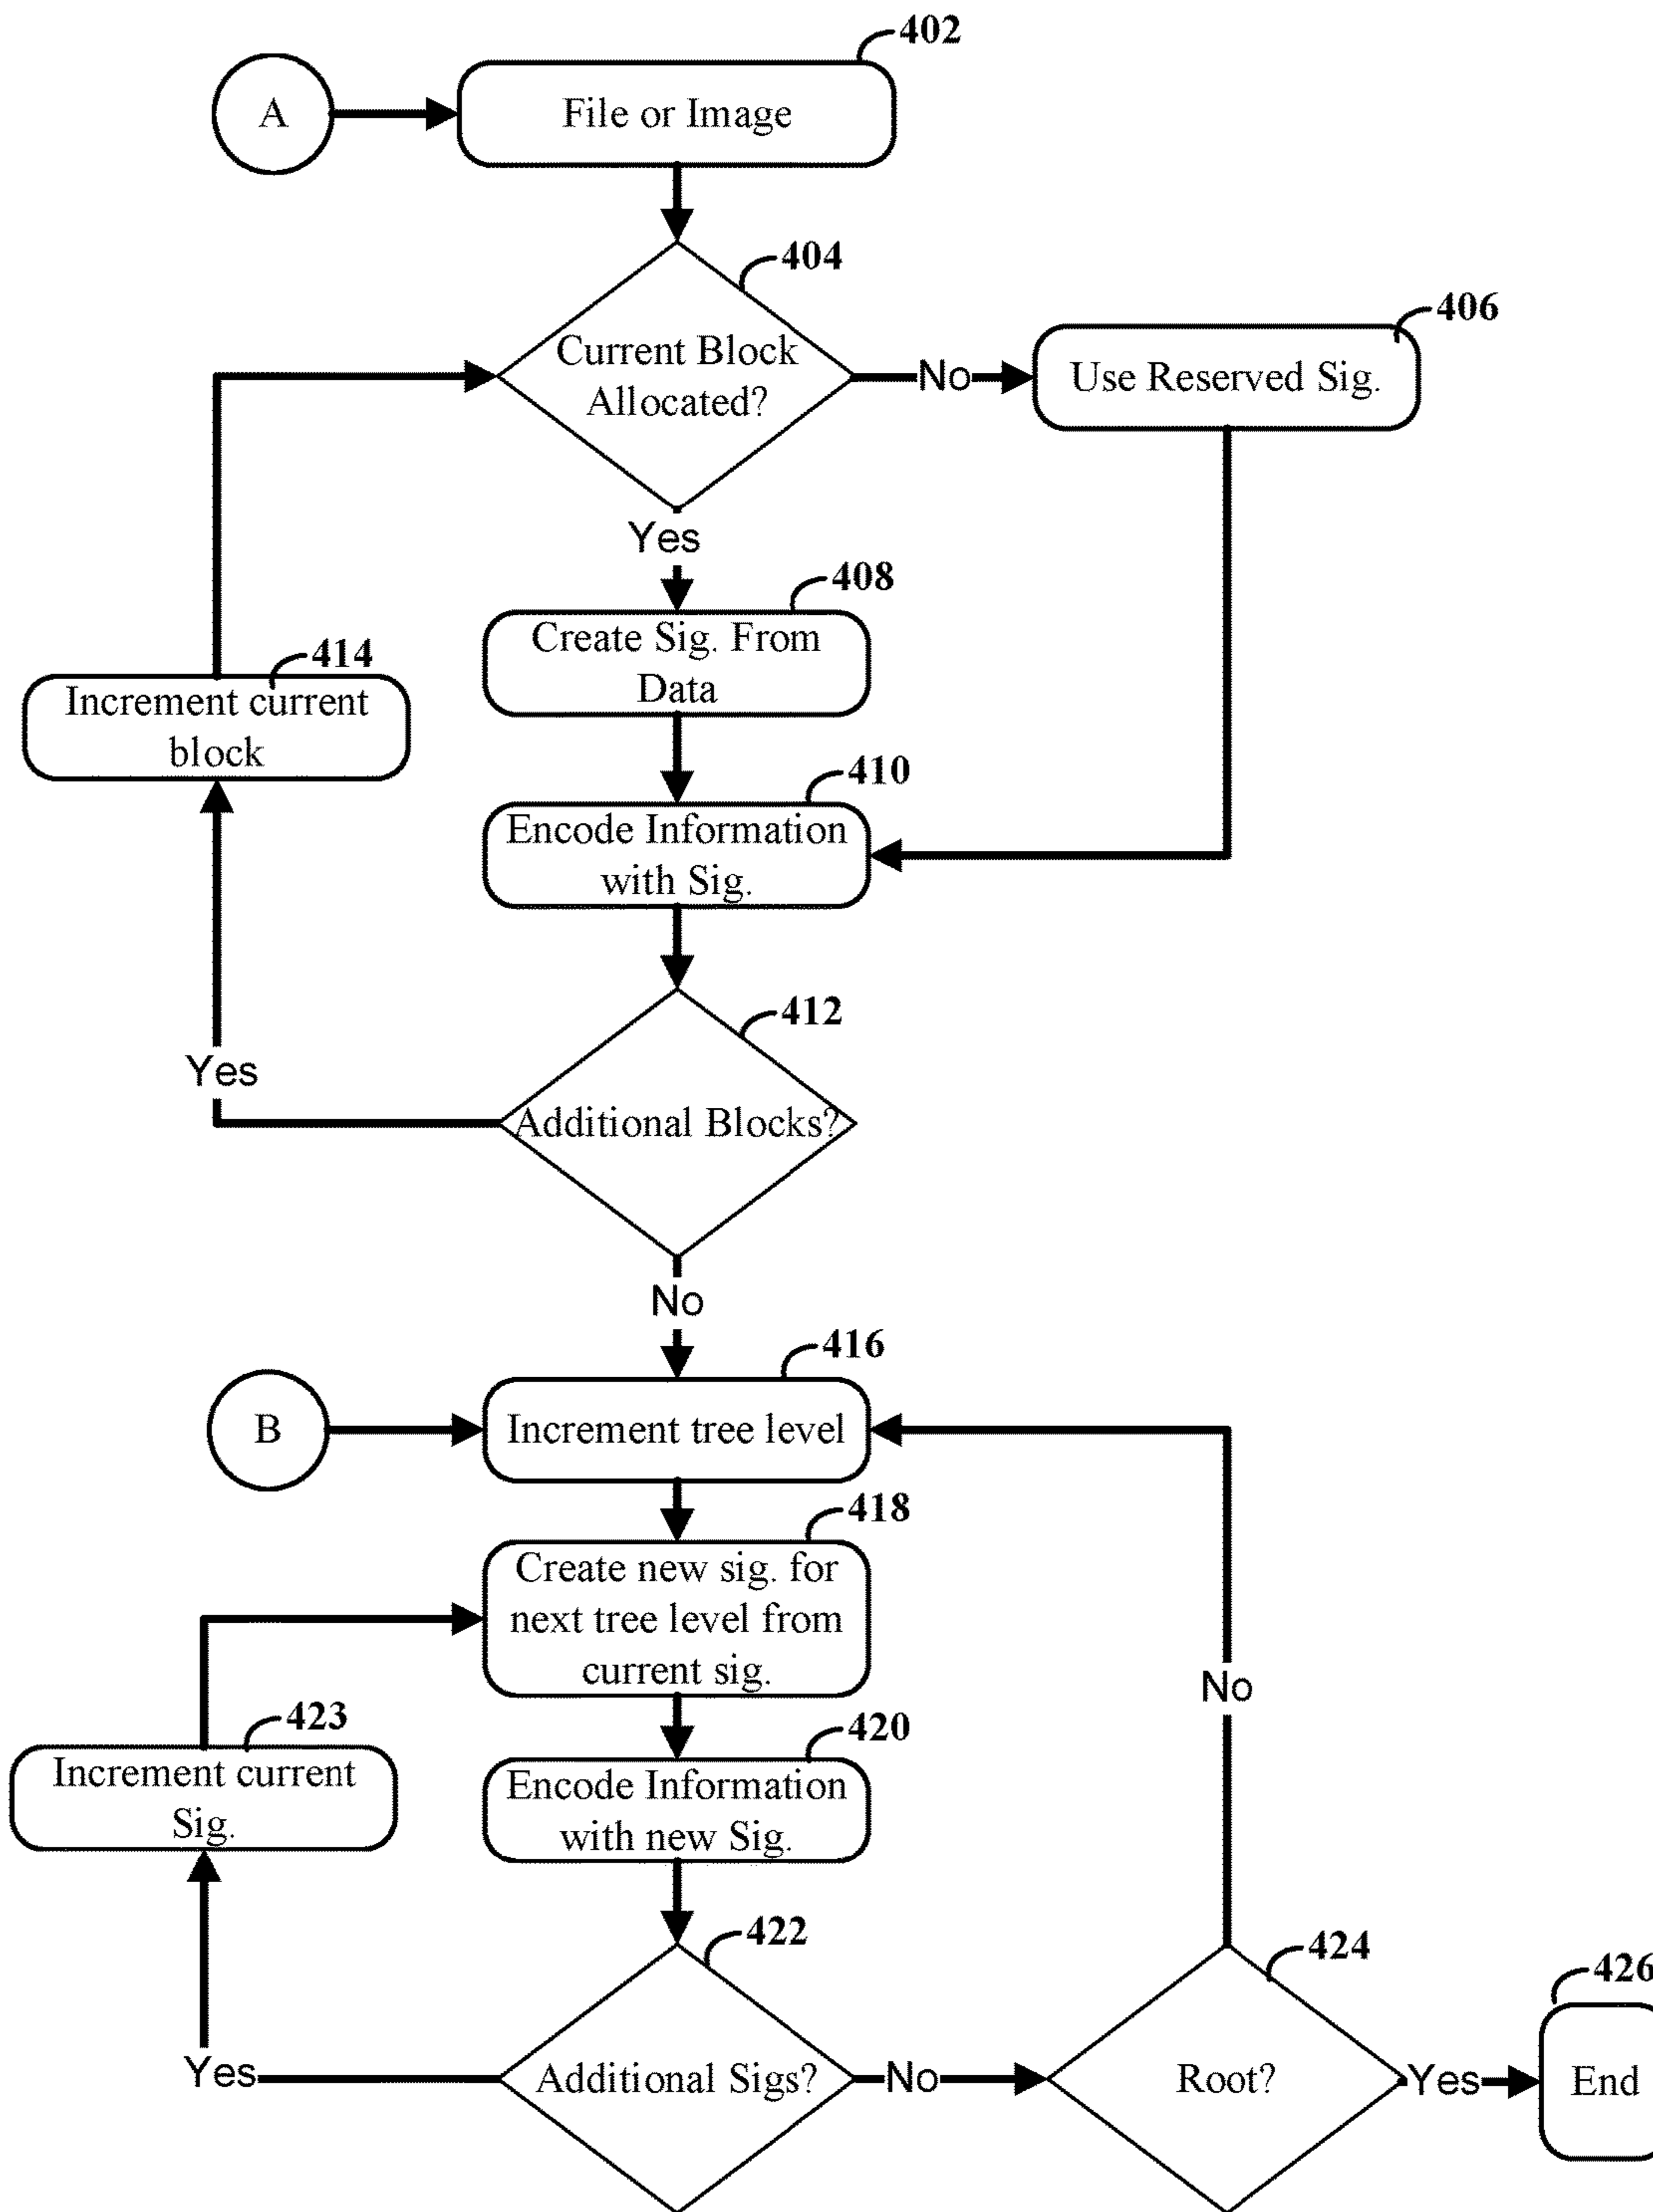 402
A
File or Image
404
Current Block
Allocated?
No
406
Use Reserved Sig.
Yes
408
Create Sig. From
Data
414
Increment current
block
410
Encode Information
with Sig.
412
Additional Blocks?
Yes
No
416
B
Increment tree level
418
Create new sig. for
next tree level from
current sig.
No
423
Increment current
Sig.
420
Encode Information
with new Sig.
422
Additional Sigs?
Yes
No
424
Root?
Yes
426
End